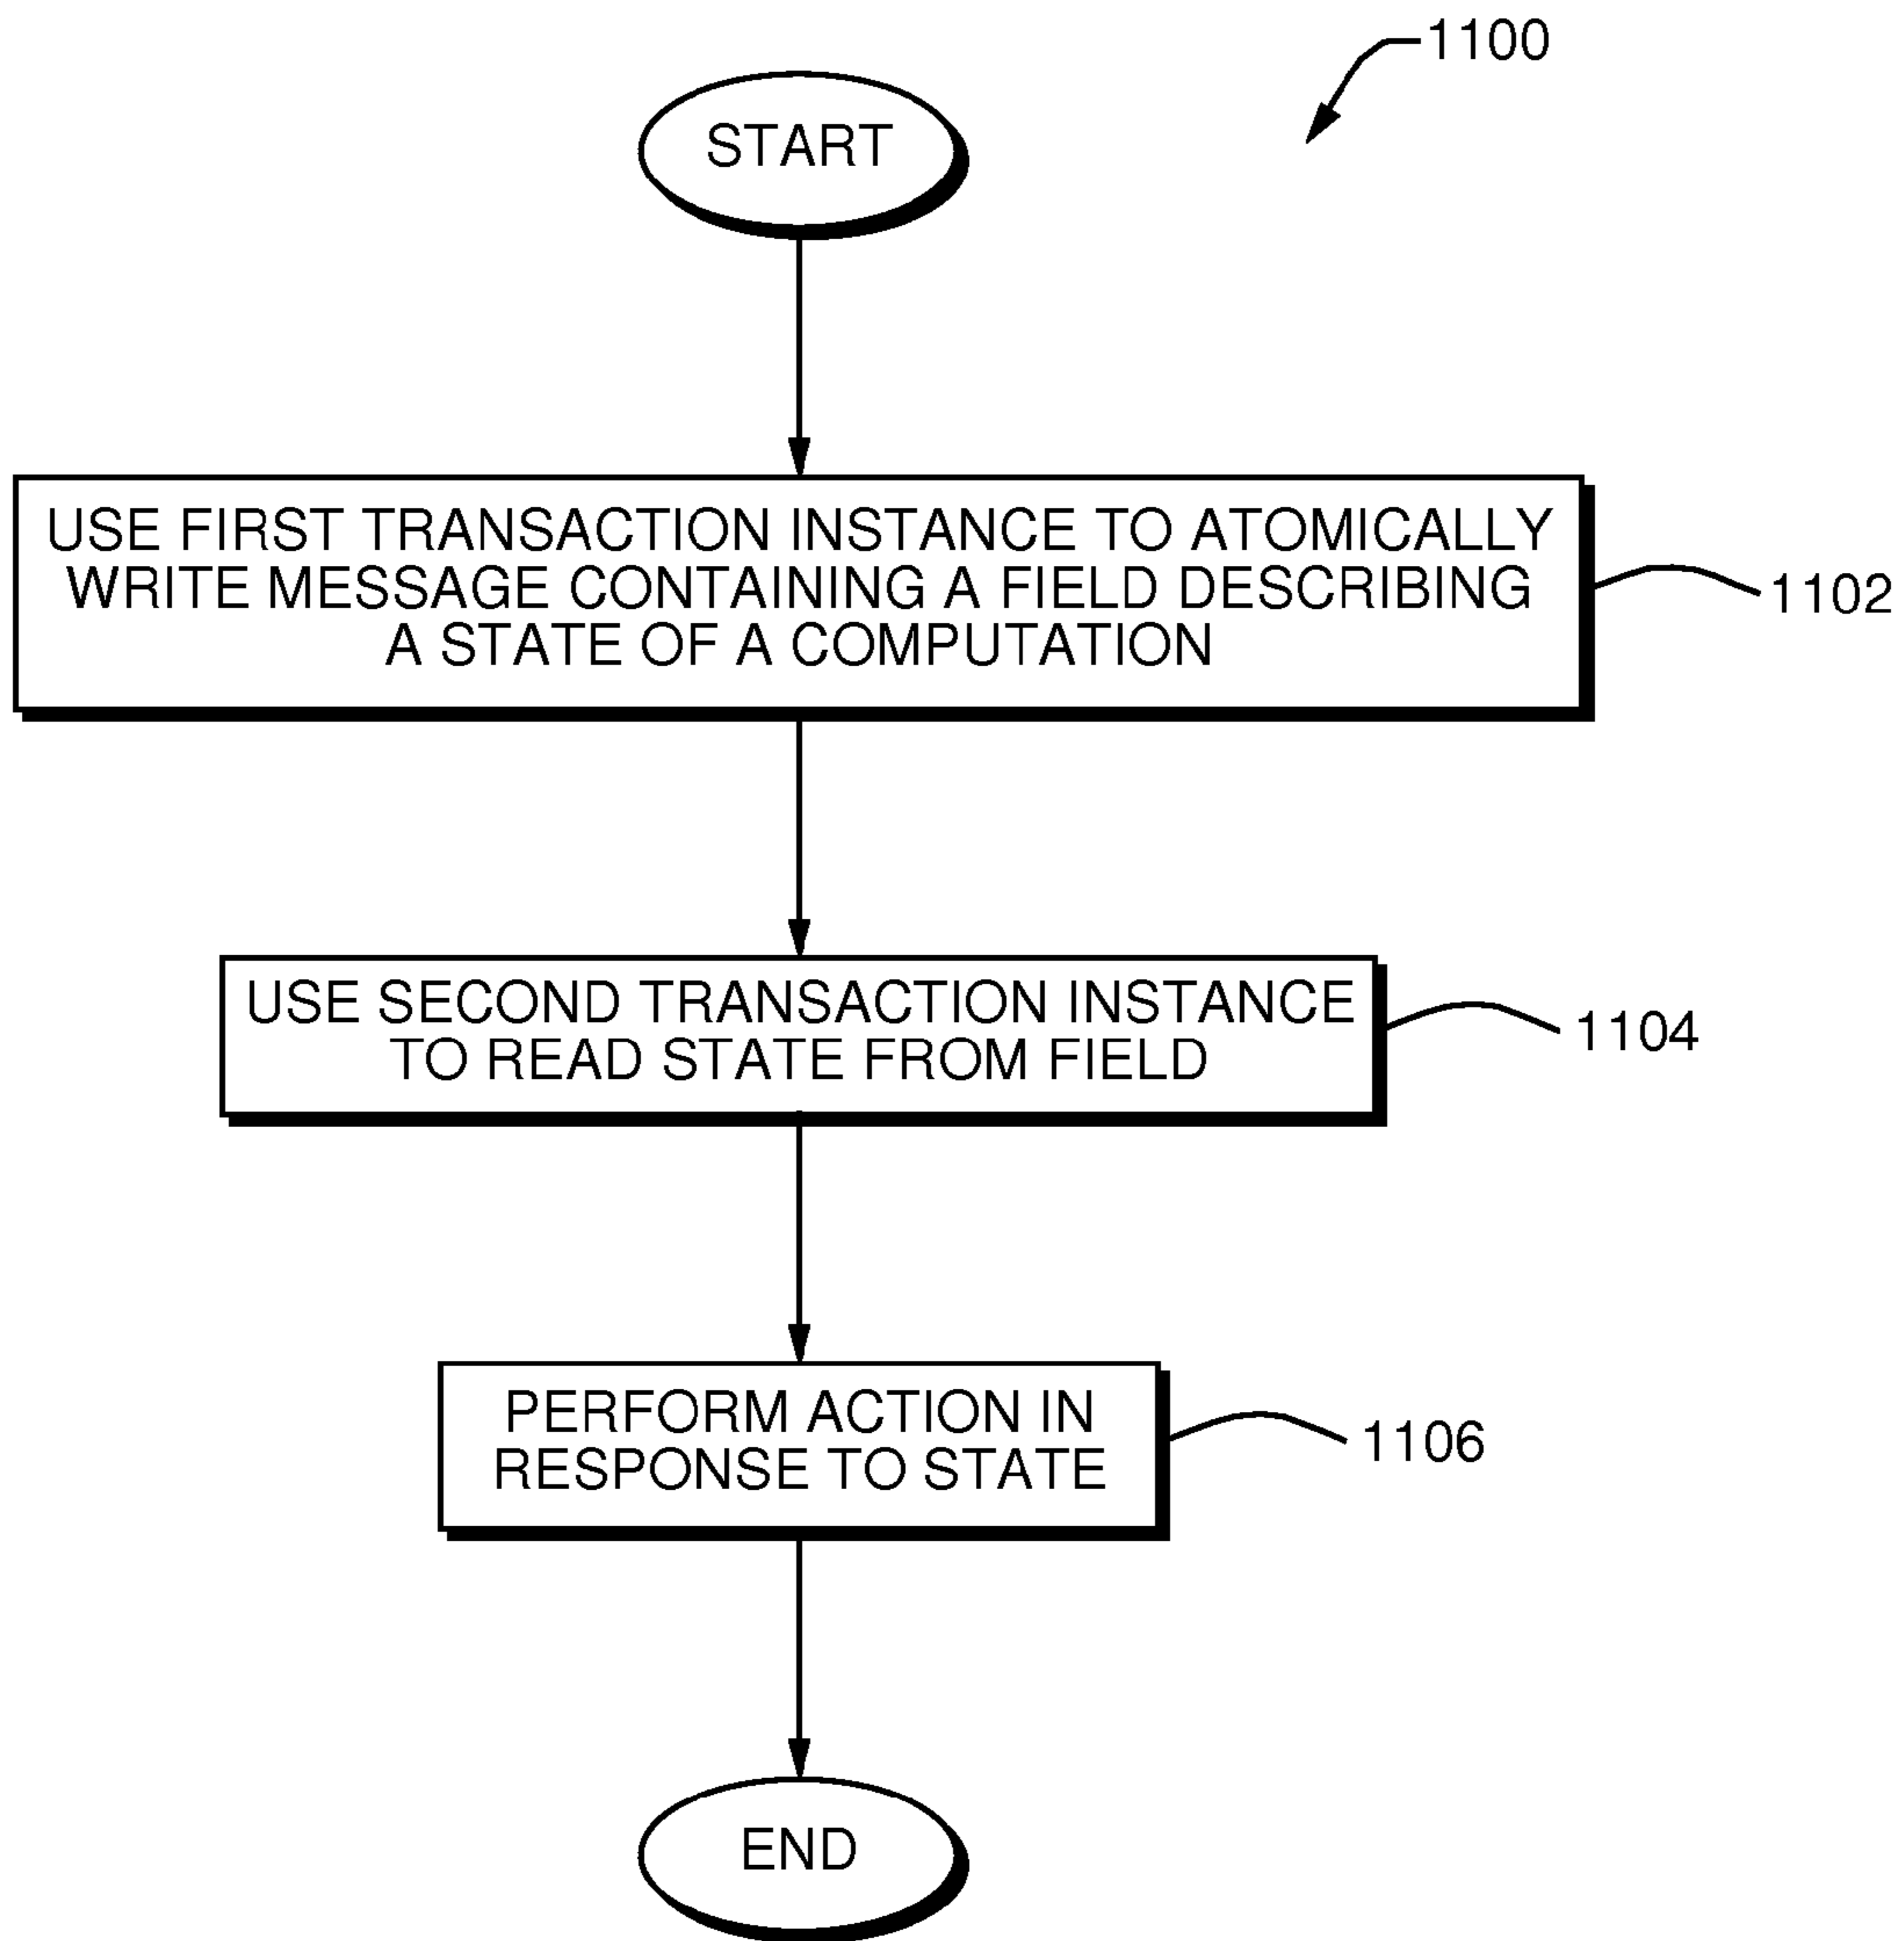 1100
START
USE FIRST TRANSACTION INSTANCE TO ATOMICALLY
WRITE MESSAGE CONTAINING A FIELD DESCRIBING
A STATE OF A COMPUTATION
1102
USE SECOND TRANSACTION INSTANCE
TO READ STATE FROM FIELD
1104
PERFORM ACTION IN
RESPONSE TO STATE
1106
END